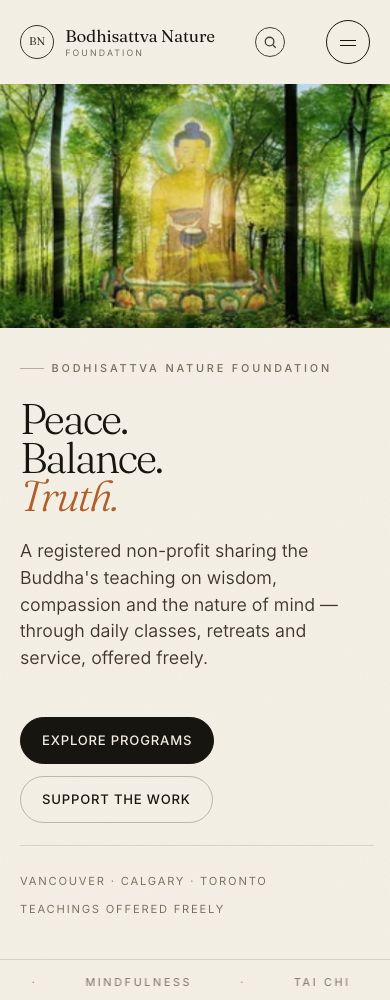 BN
Bodhisattva Nature
FOUNDATION
BODHISATTVA NATURE FOUNDATION
Peace.
Balance.
Truth.
A registered non-profit sharing the
Buddha's teaching on wisdom,
compassion and the nature of mind —
through daily classes, retreats and
service, offered freely.
EXPLORE PROGRAMS
SUPPORT THE WORK
VANCOUVER · CALGARY · TORONTO
TEACHINGS OFFERED FREELY
· MINDFULNESS · TAI CHI